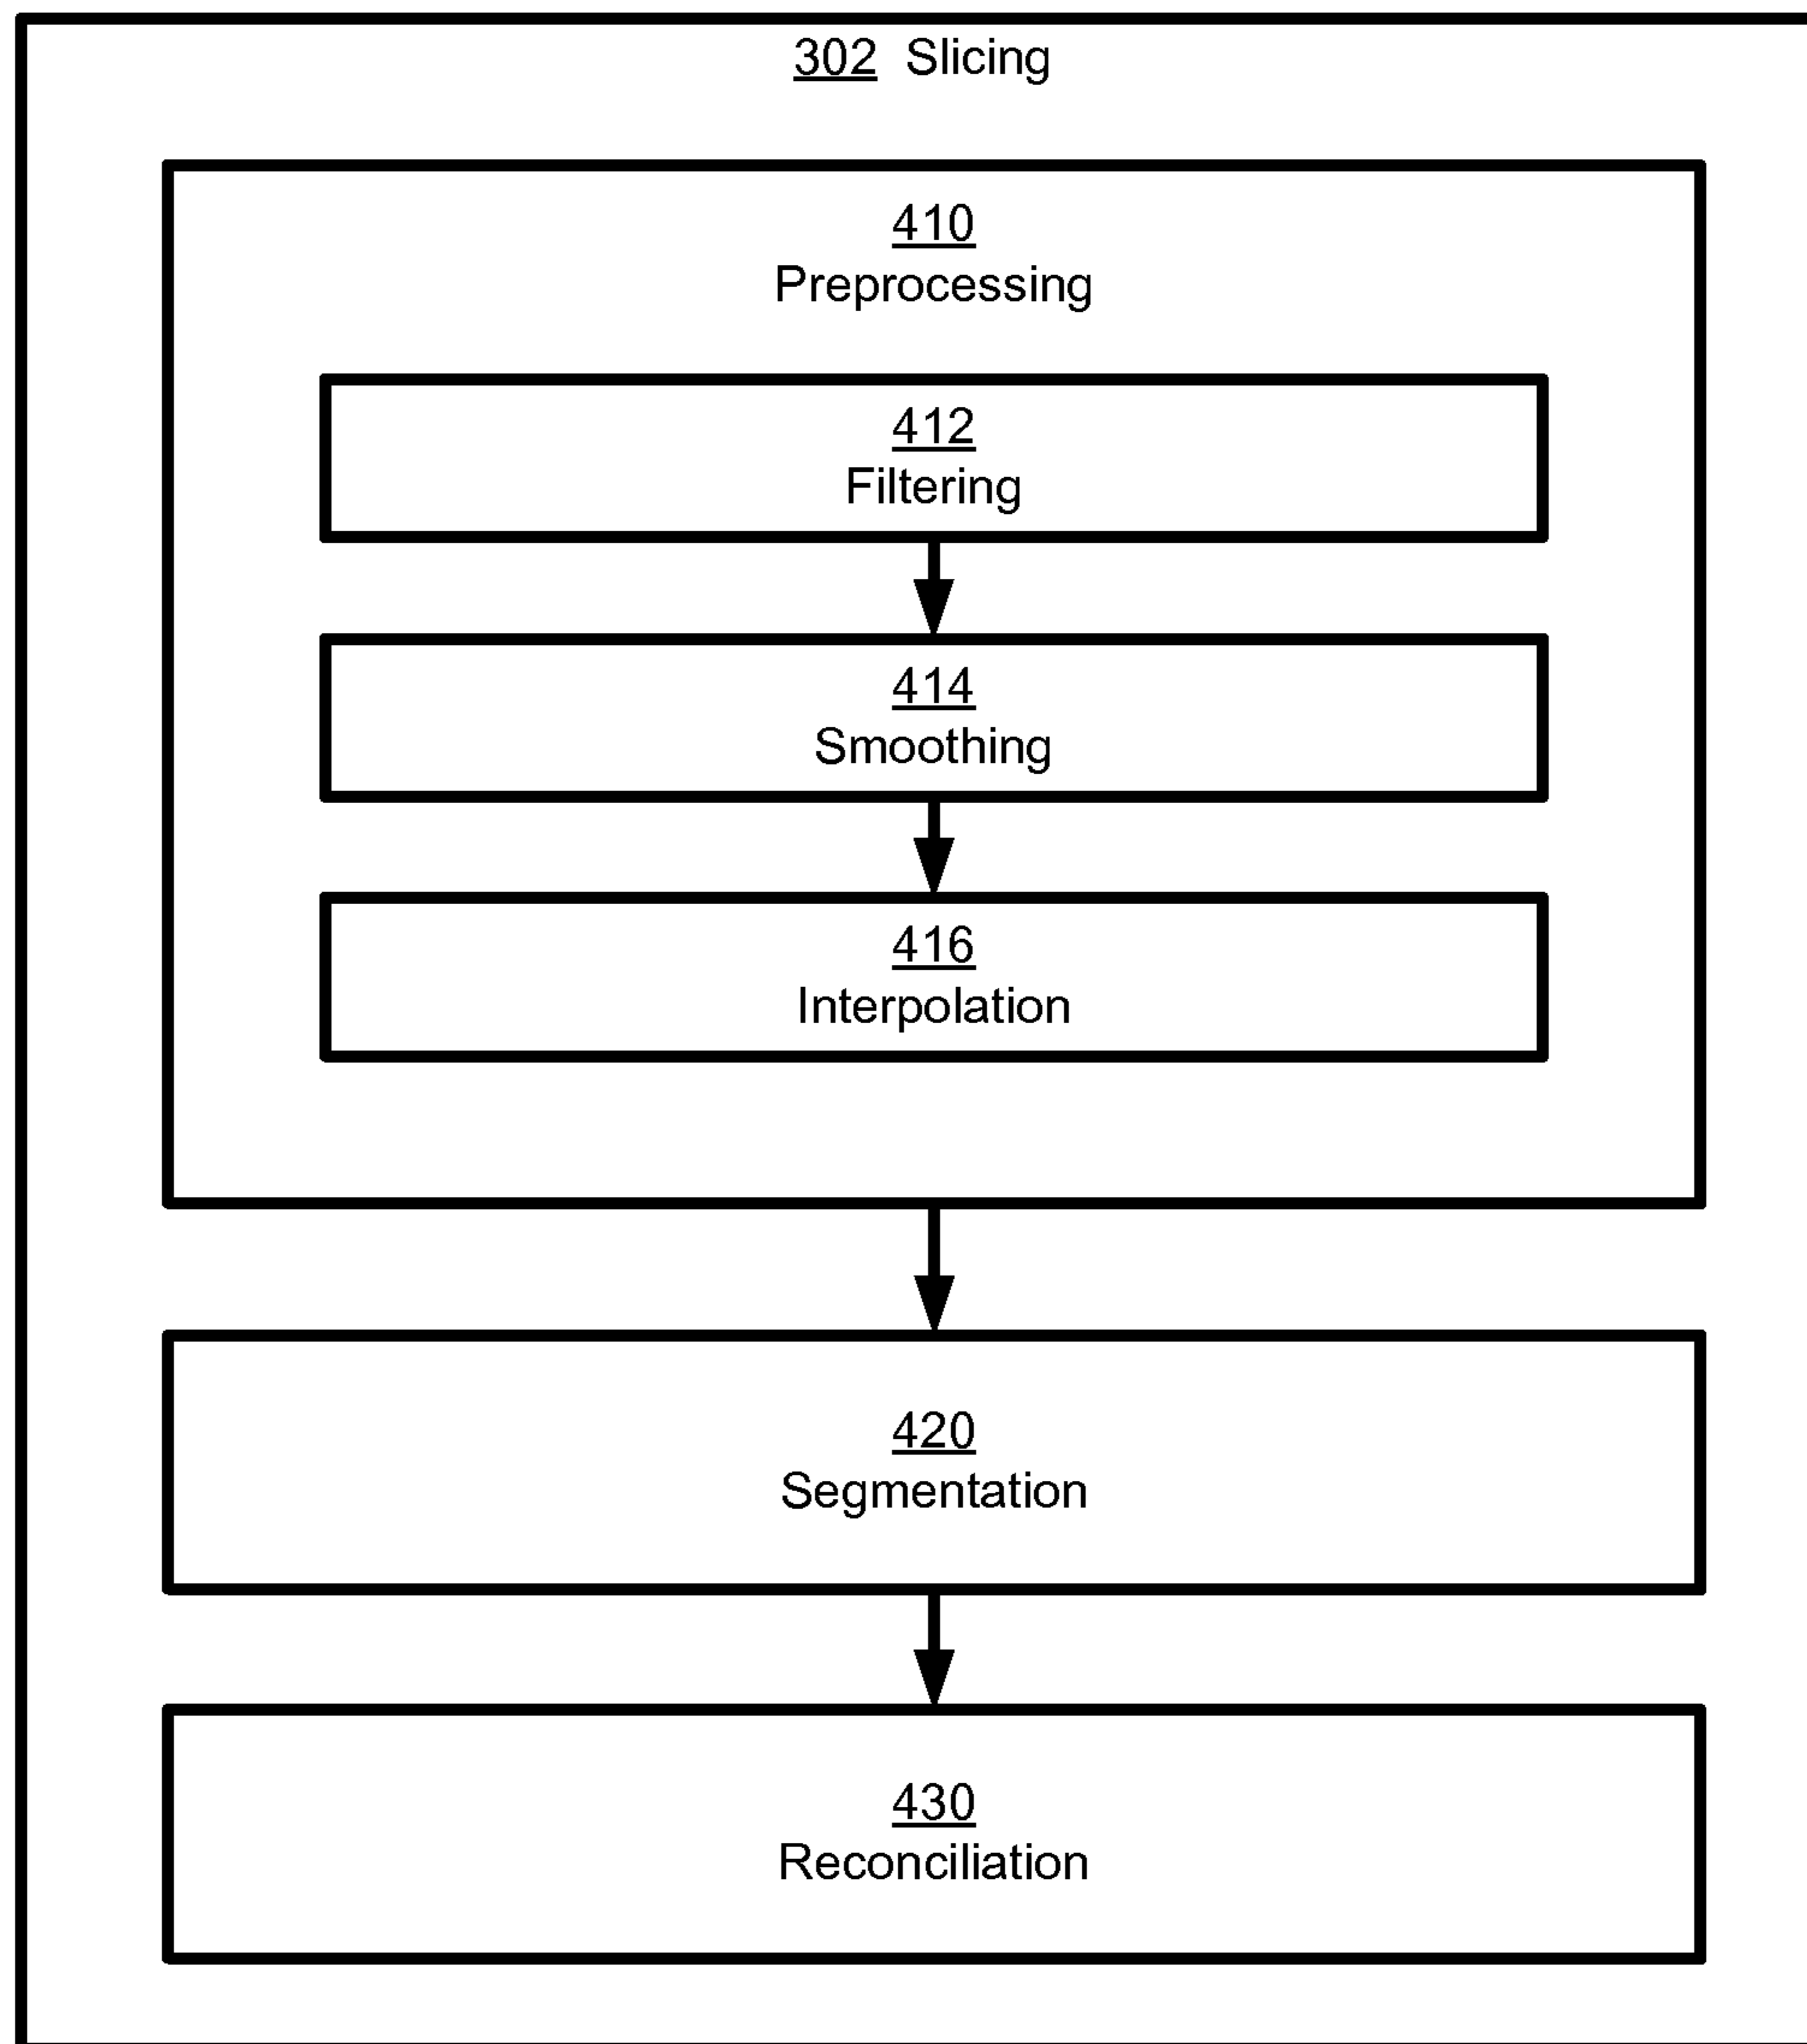 302 Slicing
410
Preprocessing
412
Filtering
414
Smoothing
416
Interpolation
420
Segmentation
430
Reconciliation